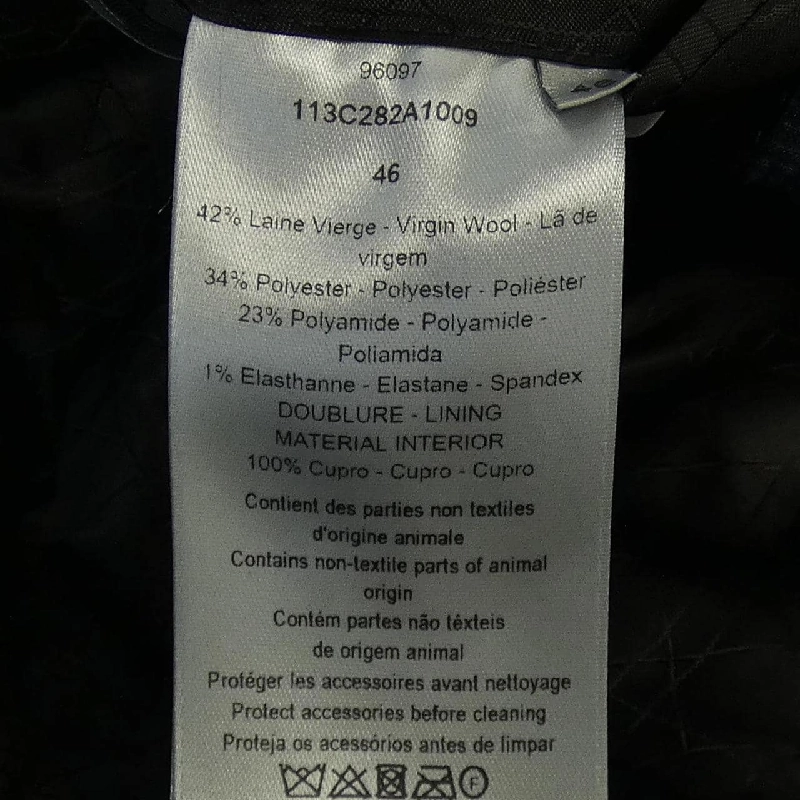 96097
113C282A1009
46
42% Laine Vierge - Virgin Wool - Lã de
virgem
34% Polyester - Polyester - Poliéster
23% Polyamide - Polyamide -
Poliamida
1% Elasthanne - Elastane - Spandex
DOUBLURE - LINING
MATERIAL INTERIOR
100% Cupro - Cupro - Cupro
Contient des parties non textiles
d'origine animale
Contains non-textile parts of animal
origin
Contém partes não têxteis
de origem animal
Protéger les accessoires avant nettoyage
Protect accessories before cleaning
Proteja os acessórios antes de limpar
F